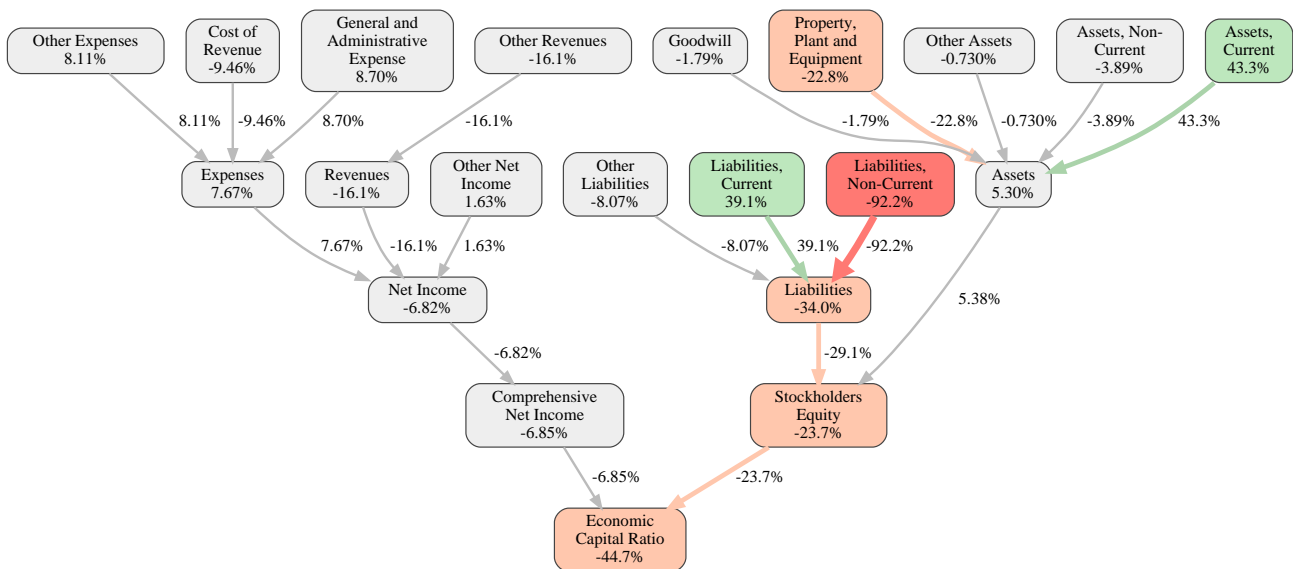 Other Expenses
8.11%
Cost of
Revenue
-9.46%
General and
Administrative
Expense
8.70%
Other Revenues
-16.1%
Goodwill
-1.79%
Property,
Plant and
Equipment
-22.8%
Other Assets
-0.730%
Assets, Non-
Current
-3.89%
Assets,
Current
43.3%
8.11%
-9.46%
8.70%
-16.1%
-1.79%
-22.8%
-0.730%
-3.89%
43.3%
Expenses
7.67%
Revenues
-16.1%
Other Net
Income
1.63%
Other
Liabilities
-8.07%
Liabilities,
Current
39.1%
Liabilities,
Non-Current
-92.2%
Assets
5.30%
7.67%
-16.1%
1.63%
-8.07%
39.1%
-92.2%
Net Income
-6.82%
Liabilities
-34.0%
5.38%
-6.82%
-29.1%
Comprehensive
Net Income
-6.85%
Stockholders
Equity
-23.7%
-6.85%
-23.7%
Economic
Capital Ratio
-44.7%